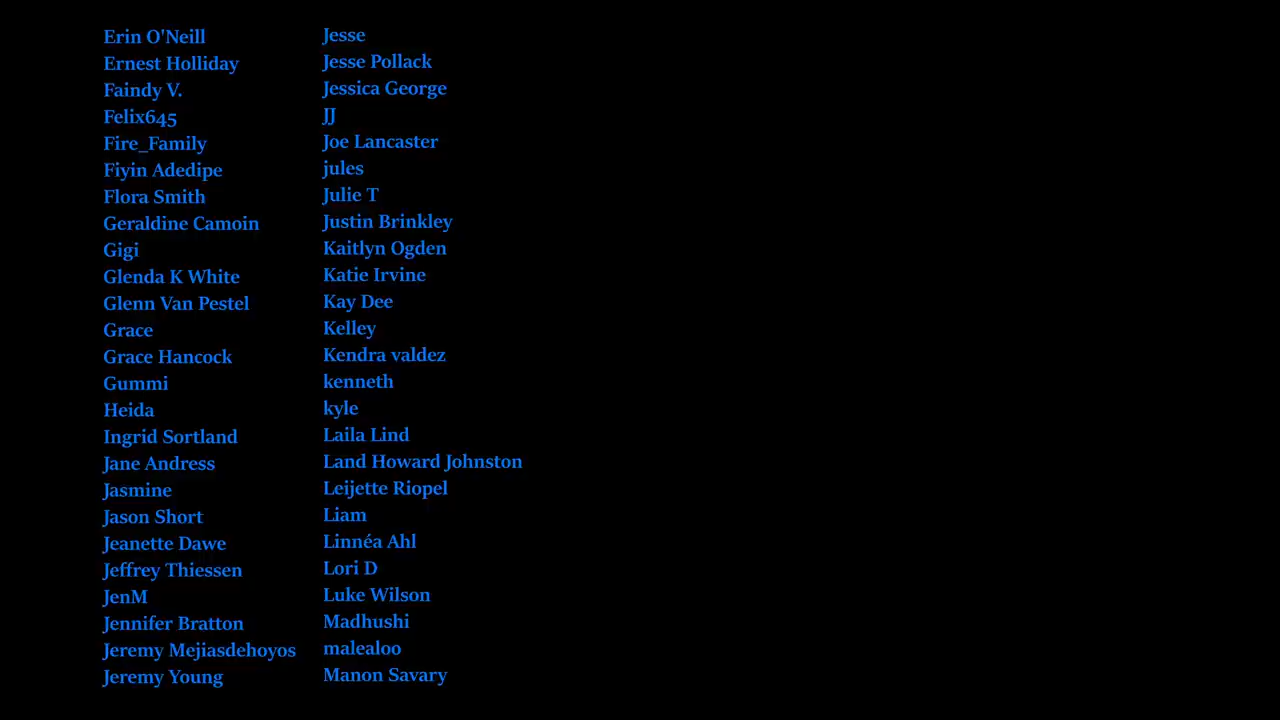 Erin O'Neill
Ernest Holliday
Faindy V.
Felix645
Fire_Family
Fiyin Adedipe
Flora Smith
Geraldine Camoin
Gigi
Glenda K White
Glenn Van Pestel
Grace
Grace Hancock
Gummi
Heida
Ingrid Sortland
Jane Andress
Jasmine
Jason Short
Jeanette Dawe
Jeffrey Thiessen
JenM
Jennifer Bratton
Jeremy Mejiasdehoyos
Jeremy Young
Jesse
Jesse Pollack
Jessica George
JJ
Joe Lancaster
jules
Julie T
Justin Brinkley
Kaitlyn Ogden
Katie Irvine
Kay Dee
Kelley
Kendra valdez
kenneth
kyle
Laila Lind
Land Howard Johnston
Leijette Riopel
Liam
Linnéa Ahl
Lori D
Luke Wilson
Madhushi
malealoo
Manon Savary